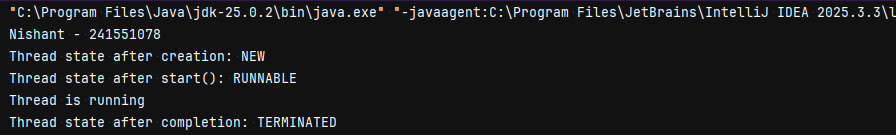 "C:\Program Files\Java\jdk-25.0.2\bin\java.exe" "-javaagent:C:\Program Files\JetBrains\IntelliJ IDEA 2025.3.3\l
Nishant - 241551078
Thread state after creation: NEW
Thread state after start(): RUNNABLE
Thread is running
Thread state after completion: TERMINATED